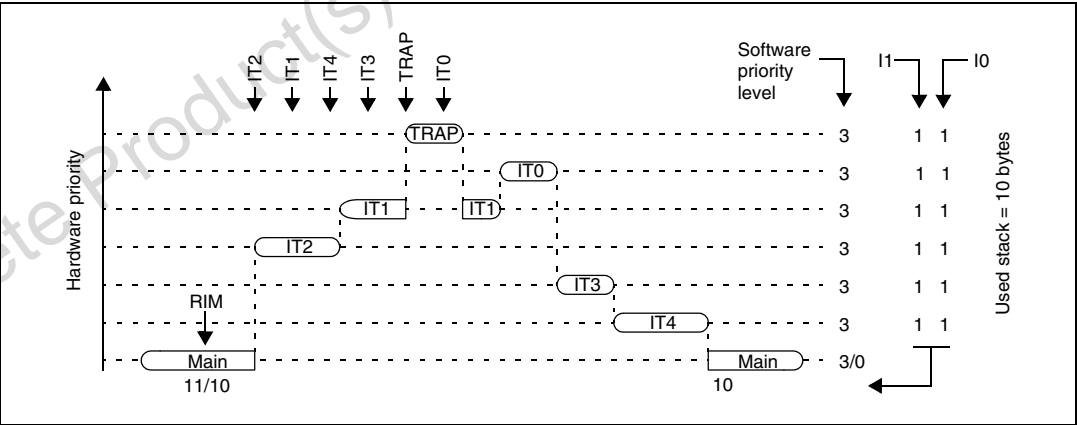 ete Product(s)
IT2
IT1
IT4
IT3
TRAP
IT0
Software
priority
level
I1
I0
Hardware priority
TRAP
3
1 1
IT0
3
1 1
IT1
IT1
3
1 1
IT2
3
1 1
IT3
3
1 1
RIM
IT4
3
1 1
Main
Main
3/0
11/10
10
Used stack = 10 bytes